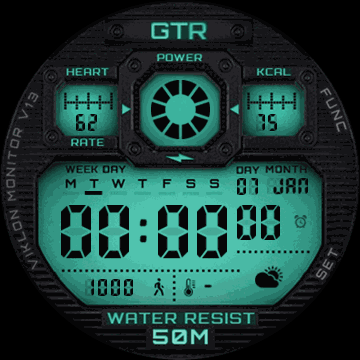 GTR
POWER
HEART
KCAL
62
75
RATE
VIKLON MONITOR V13
FUNC
WEEK DAY
DAY MONTH
M T W T F S S
07 JAN
00:00
00
SET
1000
-
WATER RESIST
50M